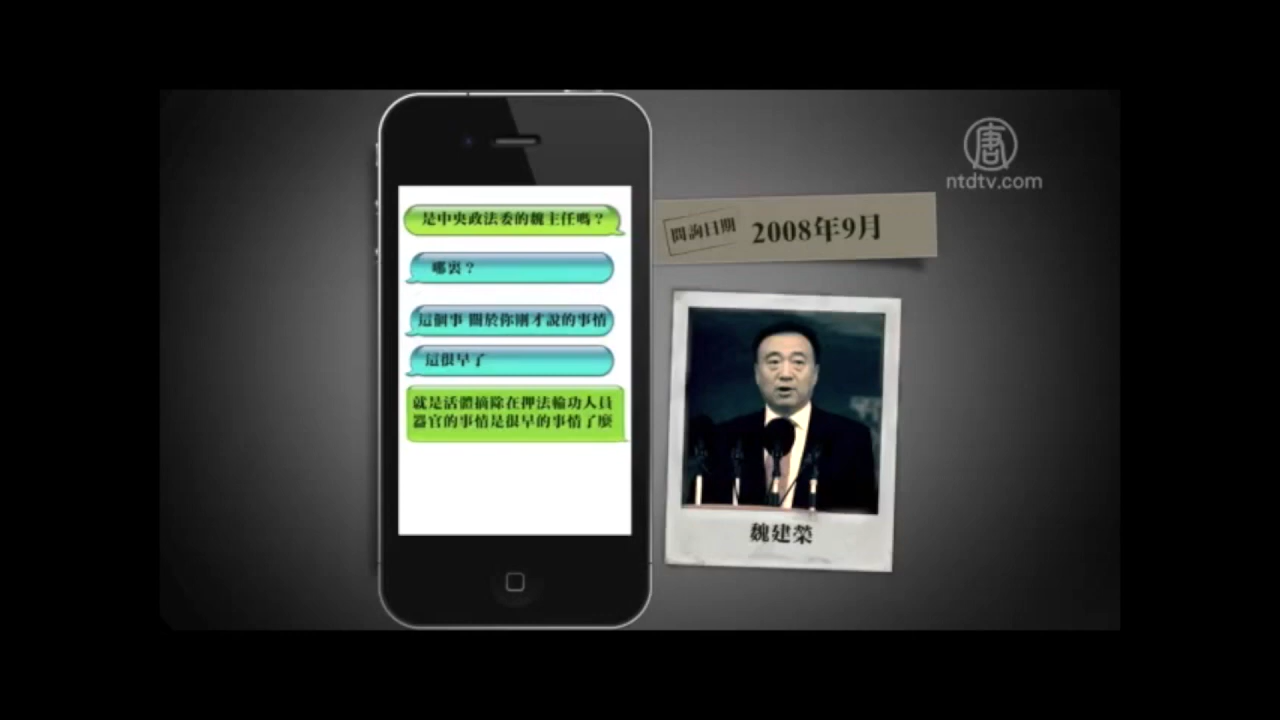 唐
ntdtv.com
問詢日期 2008年9月
是中央政法委的魏主任嗎？
哪裏？
這個事 關於你剛才說的事情
這很早了
就是活體摘除在押法輪功人員
器官的事情是很早的事情了麼
魏建榮